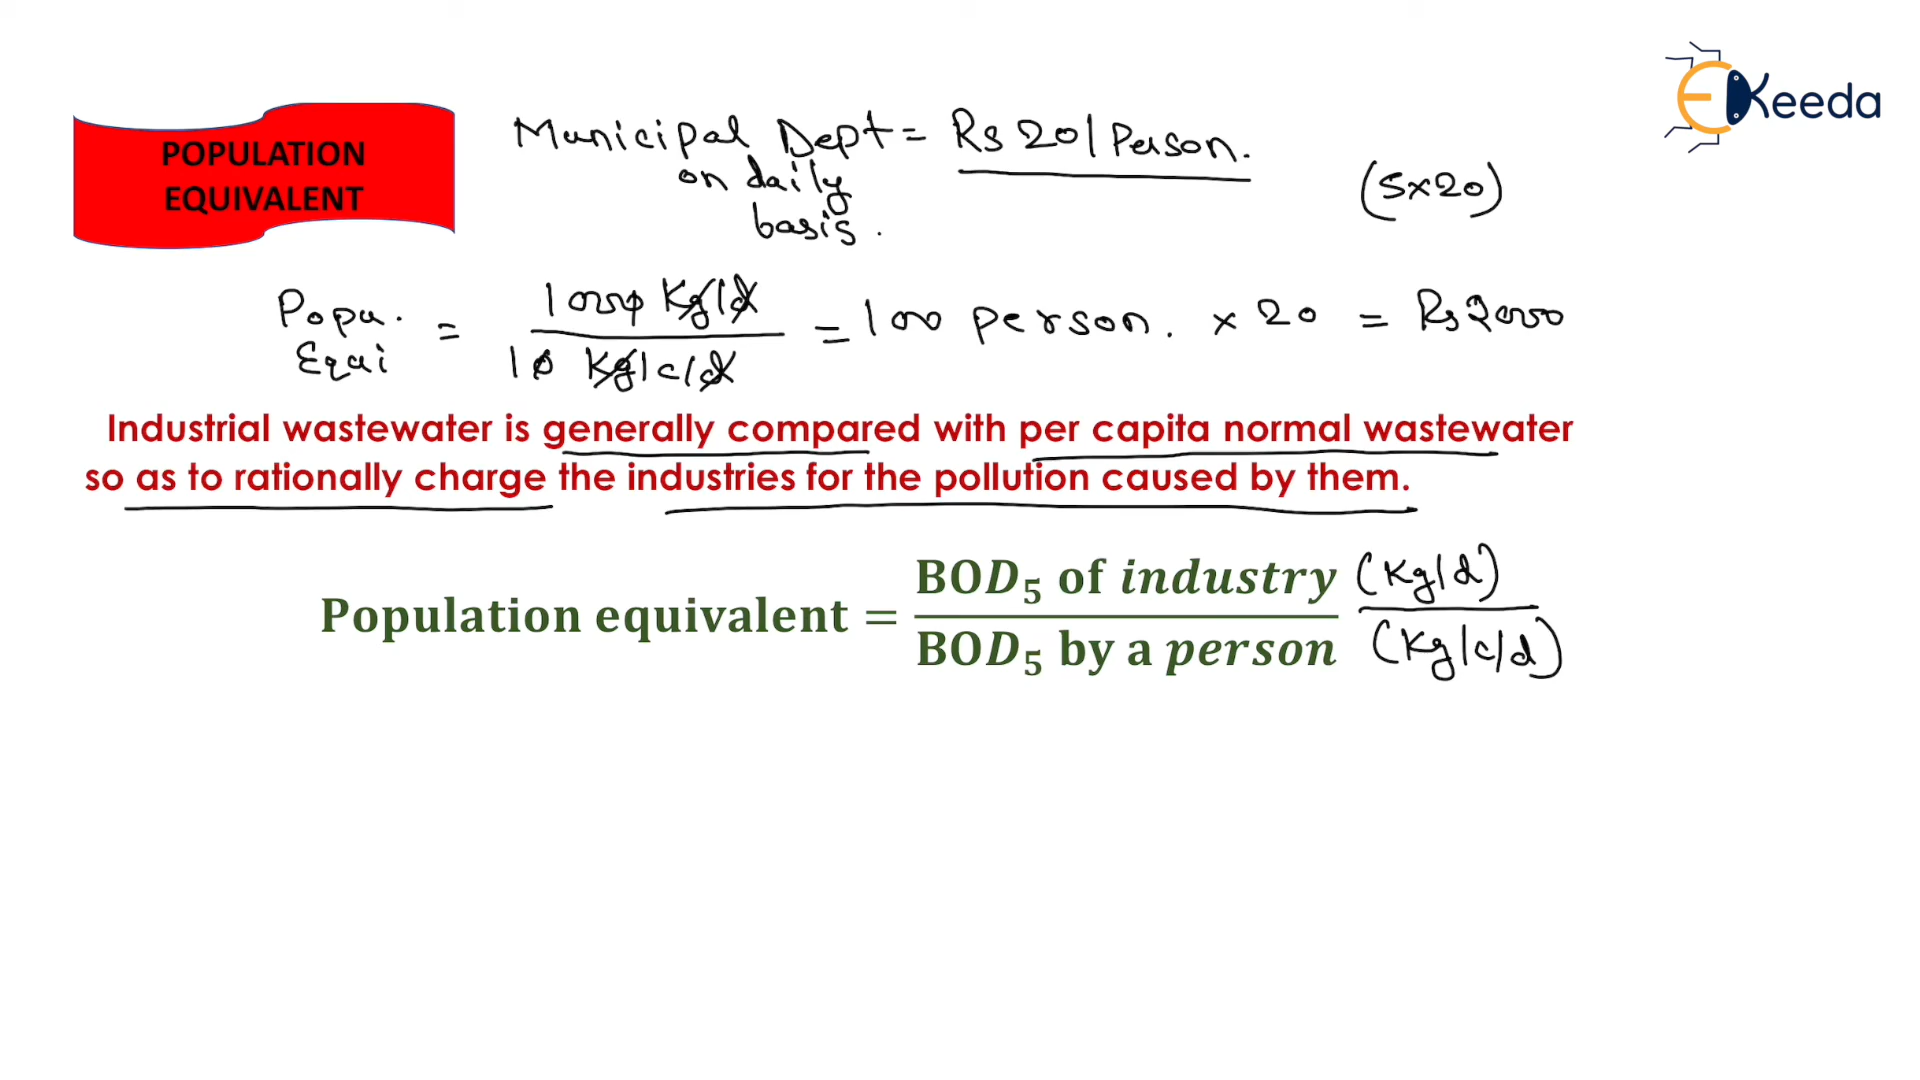 Keeda
POPULATION
EQUIVALENT
Municipal Dept = Rs 20/Person.
on daily
basis.
(5×20)
Popu. Equi = 1000 Kg/d / 10 Kg/c/d = 100 person. × 20 = Rs 2000
Industrial wastewater is generally compared with per capita normal wastewater
so as to rationally charge the industries for the pollution caused by them.
Population equivalent = BOD₅ of industry / BOD₅ by a person (Kg/d) / (Kg/c/d)